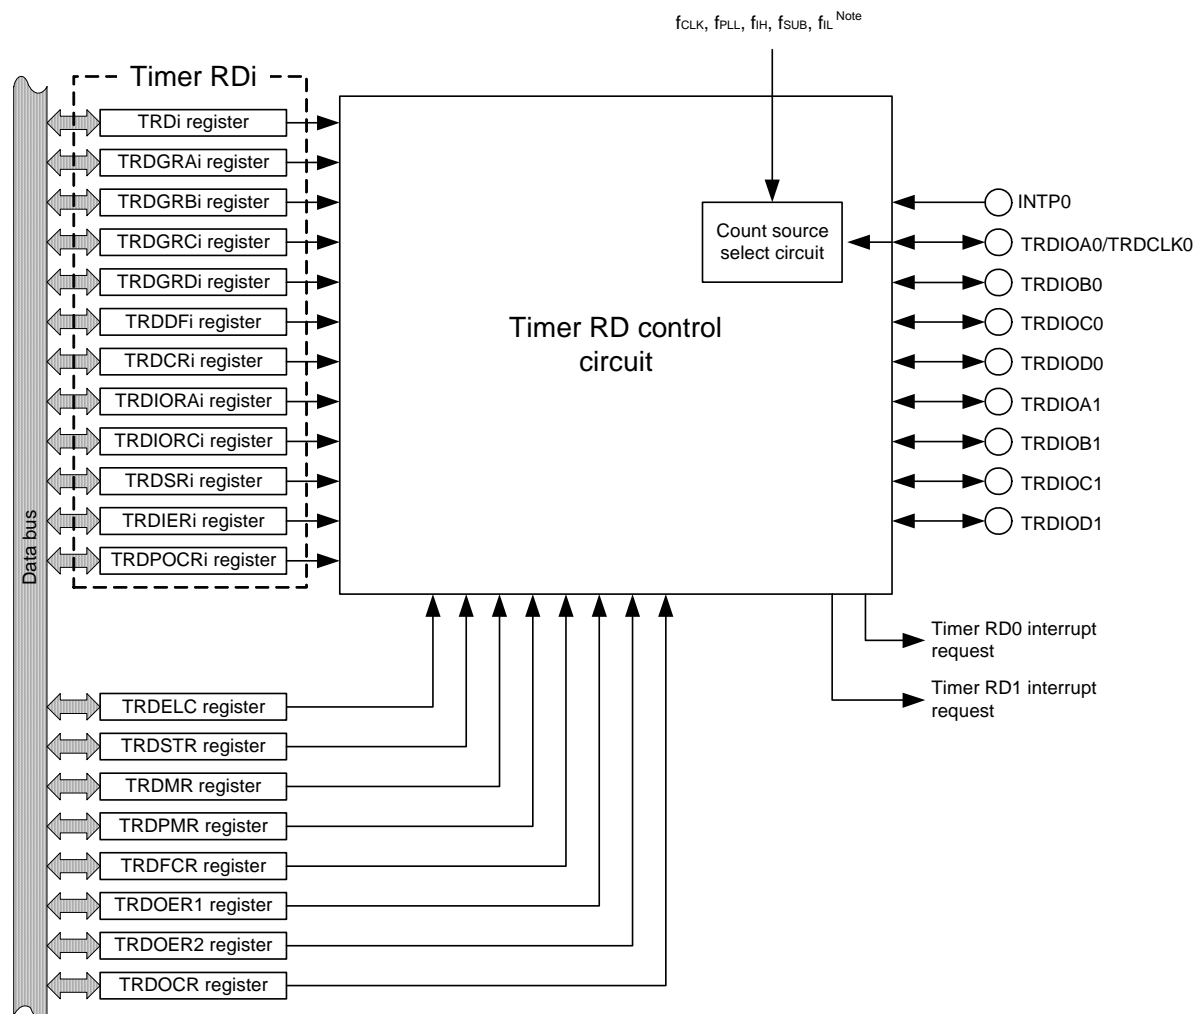 fCLK, fPLL, fIH, fSUB, fIL Note
Timer RDi
TRDi register
TRDGRAi register
TRDGRBi register
TRDGRCi register
TRDGRDi register
TRDDFi register
TRDCRi register
TRDIORAi register
TRDIORCi register
TRDSRi register
TRDIERi register
TRDPOCRi register
Data bus
Count source
select circuit
Timer RD control
circuit
INTP0
TRDIOA0/TRDCLK0
TRDIOB0
TRDIOC0
TRDIOD0
TRDIOA1
TRDIOB1
TRDIOC1
TRDIOD1
Timer RD0 interrupt
request
Timer RD1 interrupt
request
TRDELC register
TRDSTR register
TRDMR register
TRDPMR register
TRDFCR register
TRDOER1 register
TRDOER2 register
TRDOCR register